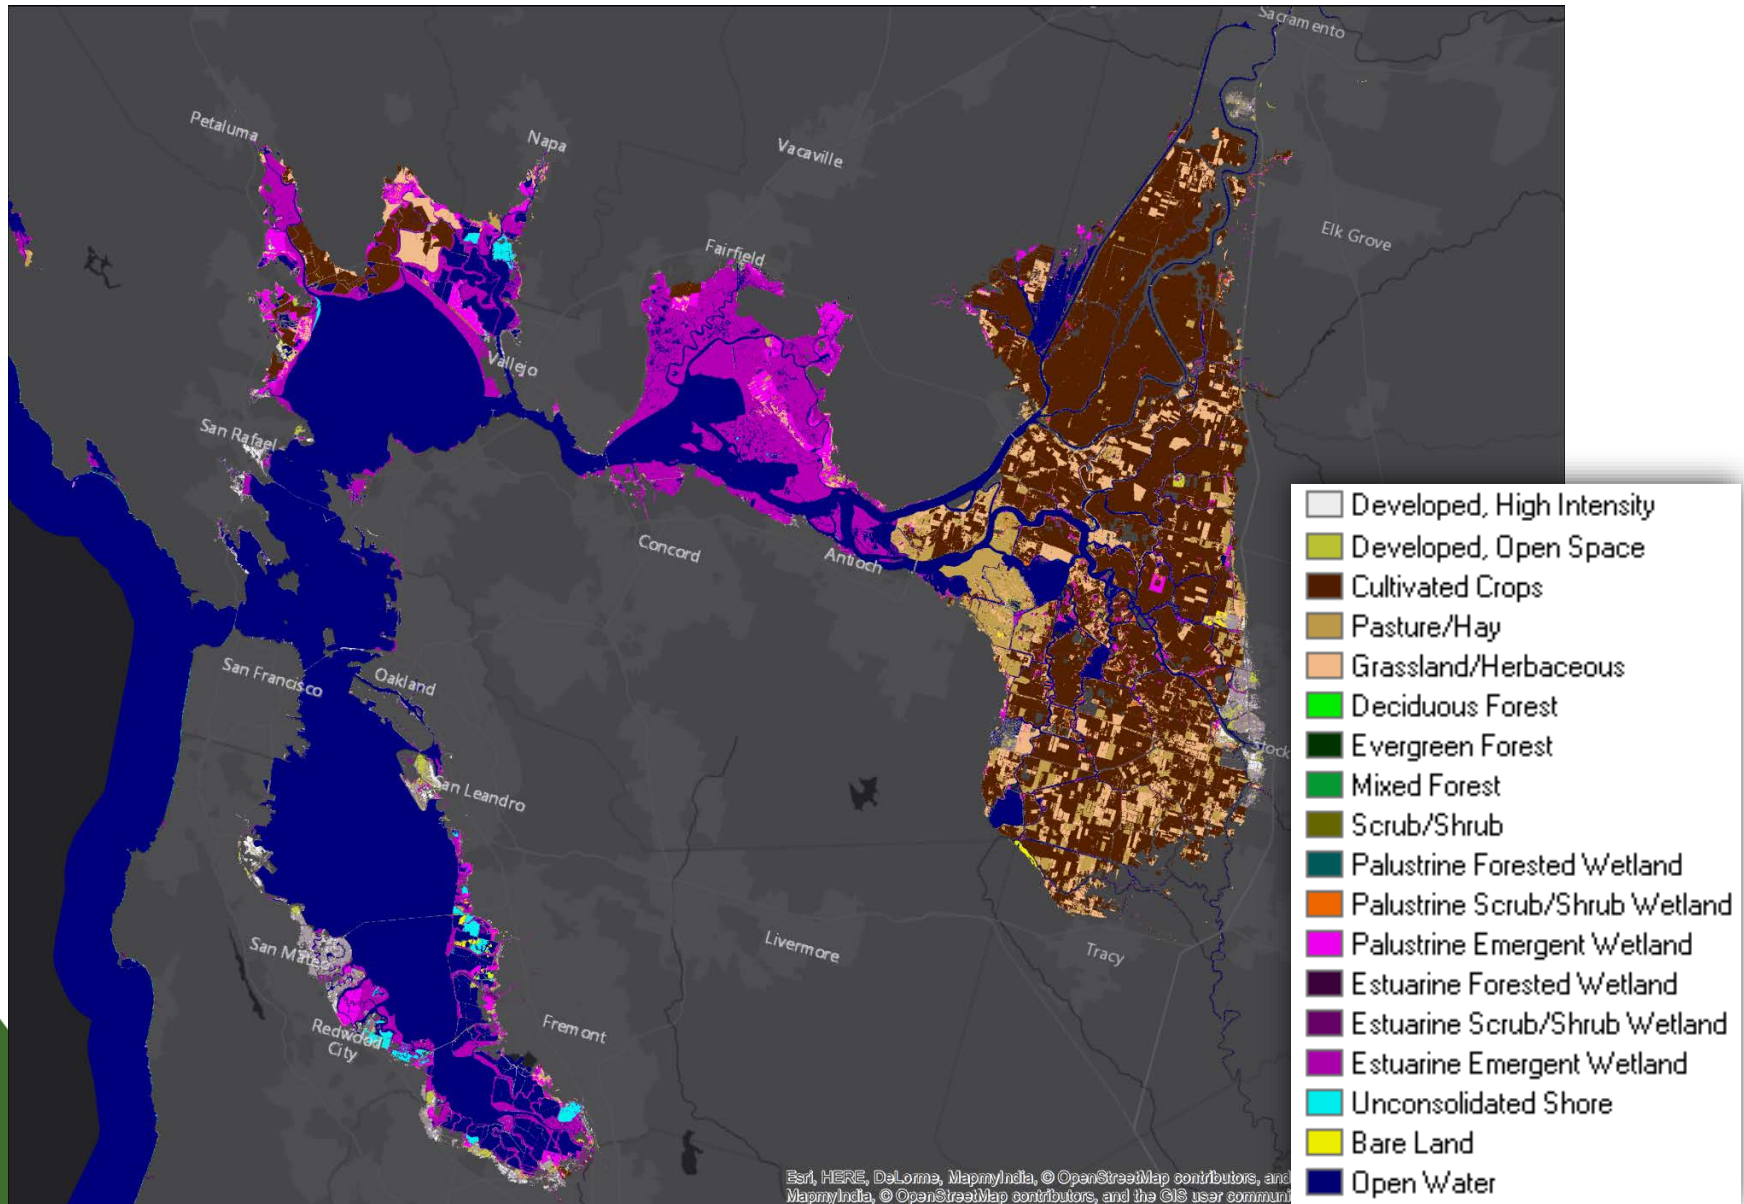 Sacramento
Petaluma
Napa
Vacaville
Elk Grove
Fairfield
Vallejo
San Rafael
Concord
Antioch
San Francisco
Oakland
Stock
San Leandro
San Mate
Livermore
Tracy
Redwood
City
Fremont
Developed, High Intensity
Developed, Open Space
Cultivated Crops
Pasture/Hay
Grassland/Herbaceous
Deciduous Forest
Evergreen Forest
Mixed Forest
Scrub/Shrub
Palustrine Forested Wetland
Palustrine Scrub/Shrub Wetland
Palustrine Emergent Wetland
Estuarine Forested Wetland
Estuarine Scrub/Shrub Wetland
Estuarine Emergent Wetland
Unconsolidated Shore
Bare Land
Open Water
Esri, HERE, DeLorme, MapmyIndia, © OpenStreetMap contributors, and
MapmyIndia, © OpenStreetMap contributors, and the GIS user communi